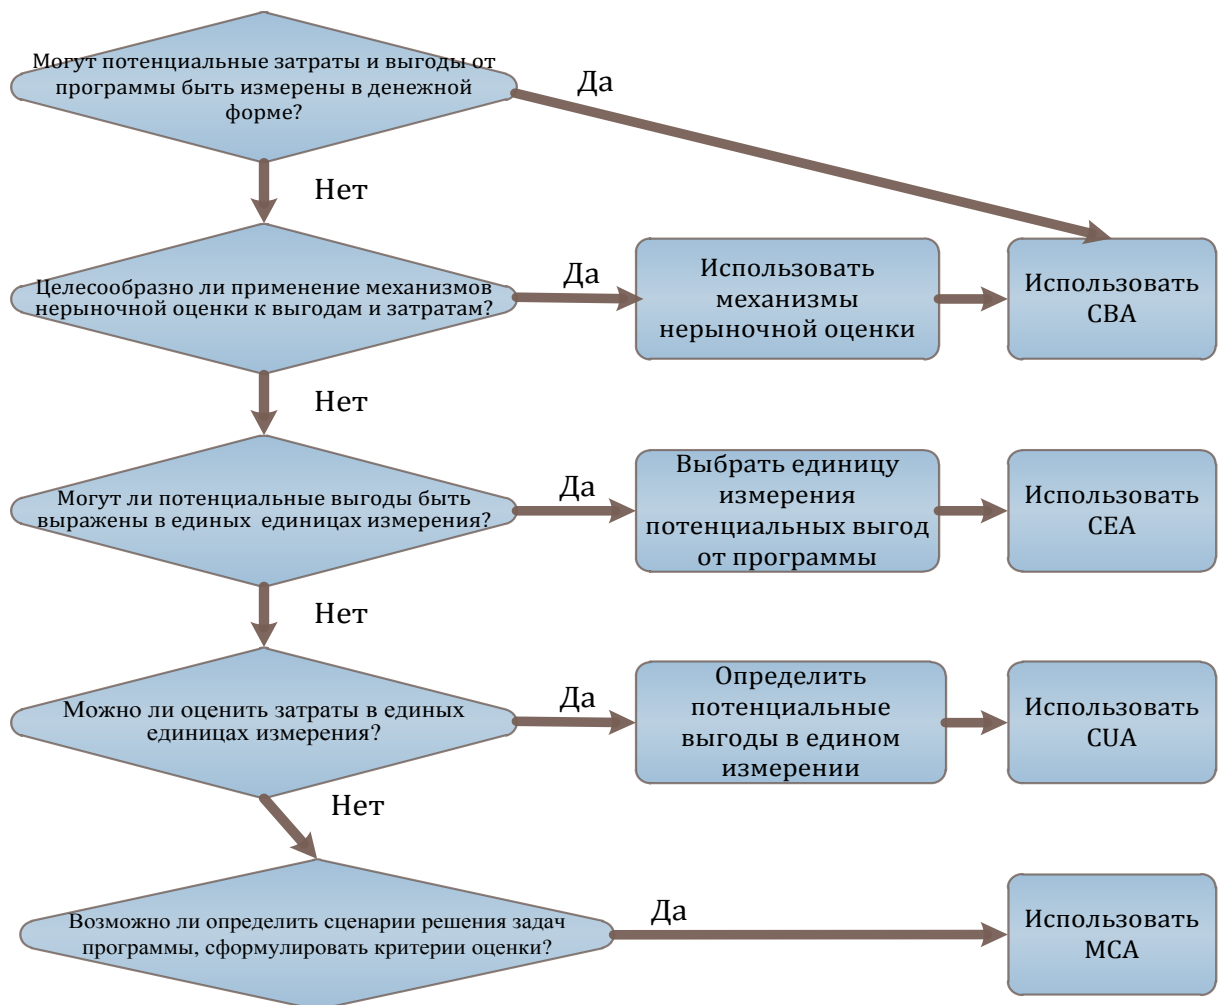 Могут потенциальные затраты и выгоды от
программы быть измерены в денежной
форме?
Да
Нет
Целесообразно ли применение механизмов
нерыночной оценки к выгодам и затратам?
Да
Использовать
механизмы
нерыночной оценки
Использовать
CBA
Нет
Могут ли потенциальные выгоды быть
выражены в единых единицах измерения?
Да
Выбрать единицу
измерения
потенциальных выгод
от программы
Использовать
CEA
Нет
Можно ли оценить затраты в единых
единицах измерения?
Да
Определить
потенциальные
выгоды в едином
измерении
Использовать
CUA
Нет
Возможно ли определить сценарии решения задач
программы, сформулировать критерии оценки?
Да
Использовать
MCA